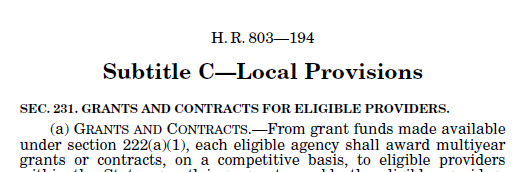 H. R. 803—194
Subtitle C—Local Provisions
SEC. 231. GRANTS AND CONTRACTS FOR ELIGIBLE PROVIDERS.
(a) GRANTS AND CONTRACTS.—From grant funds made available
under section 222(a)(1), each eligible agency shall award multiyear
grants or contracts, on a competitive basis, to eligible providers